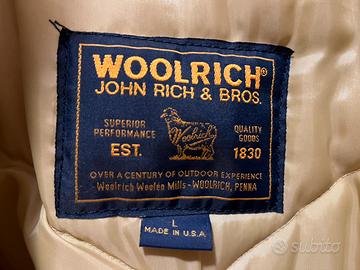 WOOLRICH®
JOHN RICH & BROS.
SUPERIOR
PERFORMANCE
EST.
Woolrich
QUALITY
GOODS
1830
OVER A CENTURY OF OUTDOOR EXPERIENCE
Woolrich Woolen Mills - WOOLRICH, PENNA
L
MADE IN U.S.A.
subito